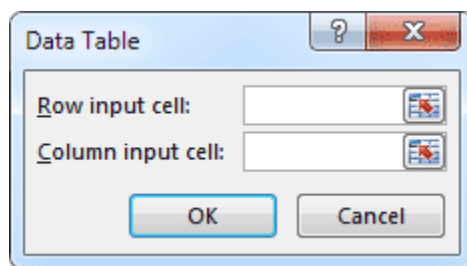 Data Table
?
Row input cell:
Column input cell:
OK
Cancel